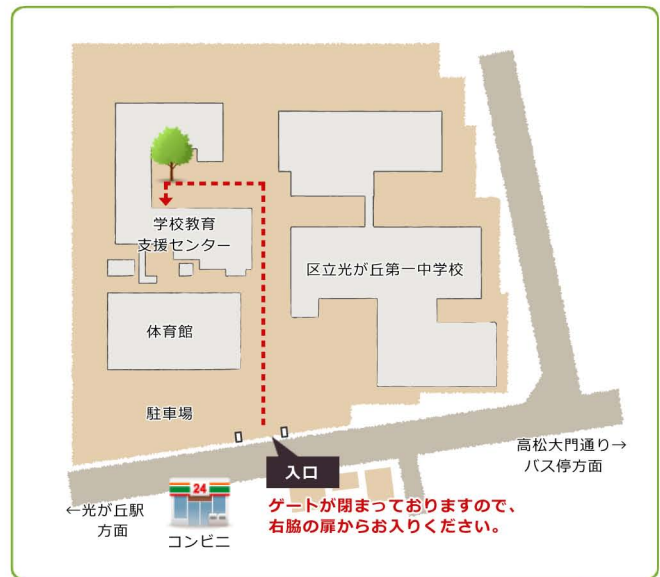 学校教育
支援センター
区立光が丘第一中学校
体育館
駐車場
入口
高松大門通り→
バス停方面
24
←光が丘駅
方面
コンビニ
ゲートが閉まっておりますので、
右脇の扉からお入りください。